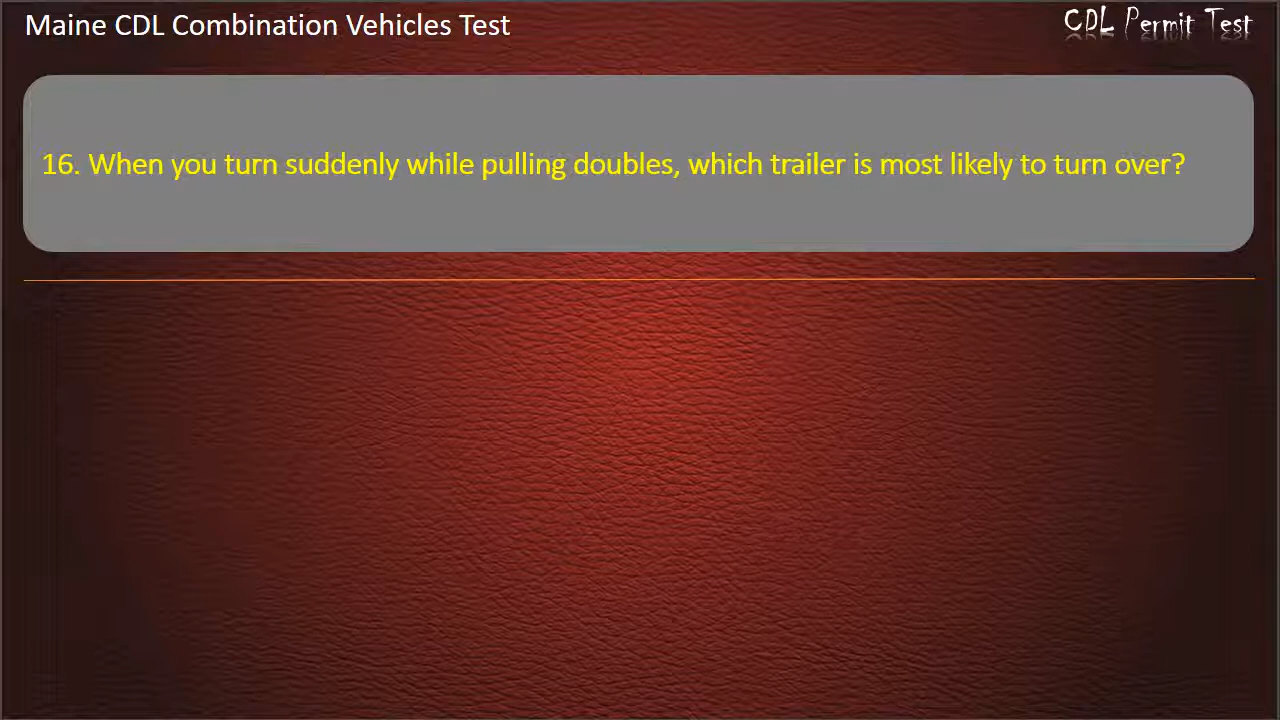 Maine CDL Combination Vehicles Test
CDL Permit Test
16. When you turn suddenly while pulling doubles, which trailer is most likely to turn over?